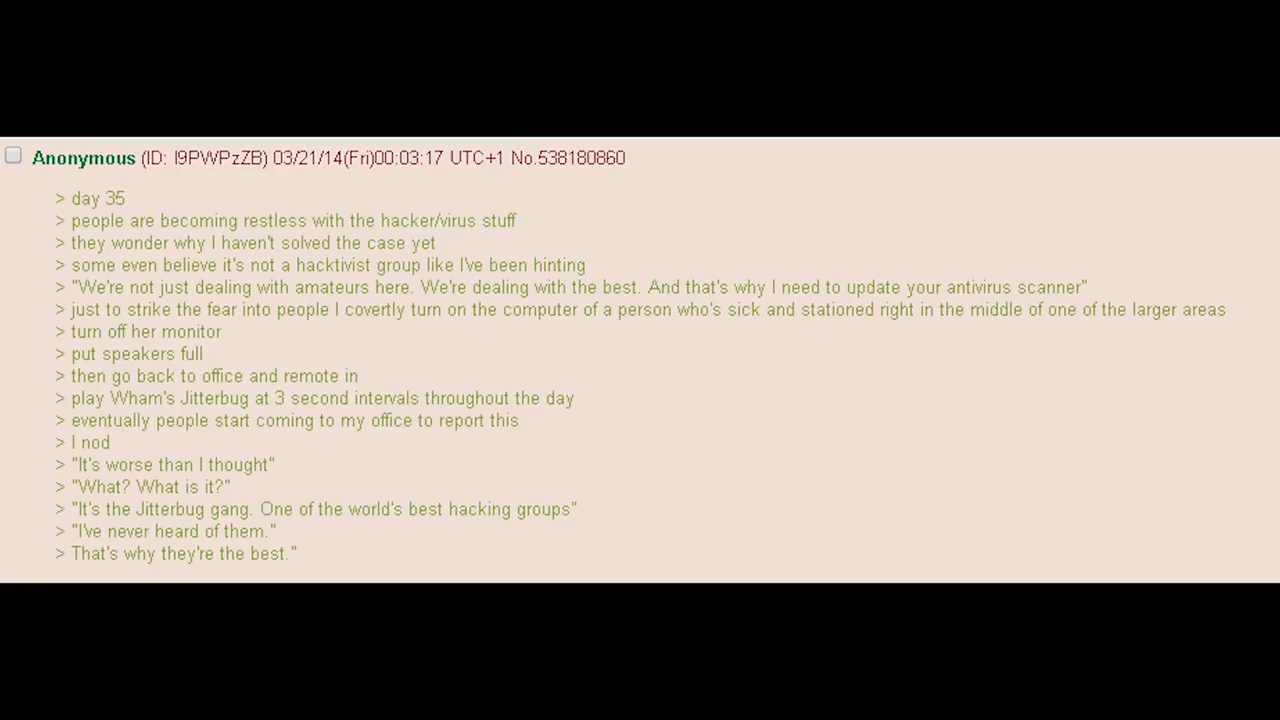 Anonymous (ID: I9PWPzZB) 03/21/14(Fri)00:03:17 UTC+1 No.538180860
> day 35
> people are becoming restless with the hacker/virus stuff
> they wonder why I haven't solved the case yet
> some even believe it's not a hacktivist group like I've been hinting
> "We're not just dealing with amateurs here. We're dealing with the best. And that's why I need to update your antivirus scanner"
> just to strike the fear into people I covertly turn on the computer of a person who's sick and stationed right in the middle of one of the larger areas
> turn off her monitor
> put speakers full
> then go back to office and remote in
> play Wham's Jitterbug at 3 second intervals throughout the day
> eventually people start coming to my office to report this
> I nod
> "It's worse than I thought"
> "What? What is it?"
> "It's the Jitterbug gang. One of the world's best hacking groups"
> "I've never heard of them."
> That's why they're the best."